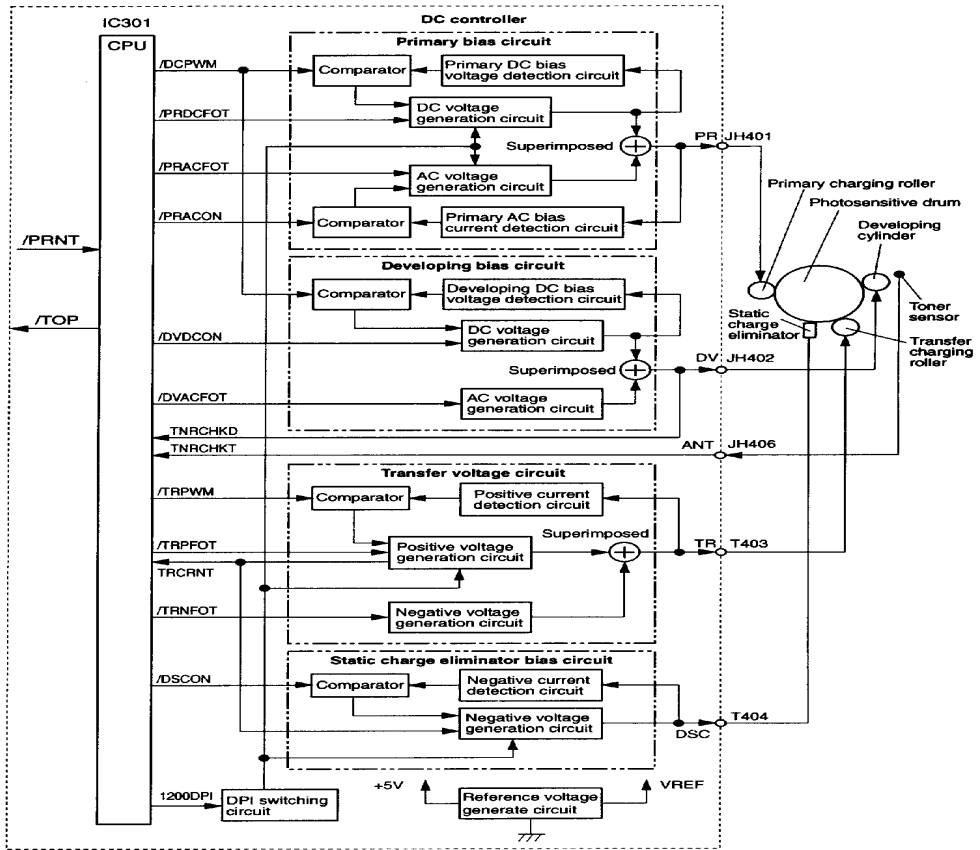 IC301
DC controller
CPU
Primary bias circuit
/DCPWM
Comparator
Primary DC bias
voltage detection circuit
/PRDCFOT
DC voltage
generation circuit
Superimposed
PR JH401
/PRACFOT
AC voltage
generation circuit
/PRACON
Comparator
Primary AC bias
current detection circuit
/PRNT
Primary charging roller
Photosensitive drum
Developing
cylinder
Toner
sensor
Static
charge
eliminator
Transfer
charging
roller
Developing bias circuit
Comparator
Developing DC bias
voltage detection circuit
/TOP
/DVDCON
DC voltage
generation circuit
Superimposed
DV JH402
/DVACFOT
AC voltage
generation circuit
TNRCHKD
TNRCHKT
ANT JH406
Transfer voltage circuit
/TRPWM
Comparator
Positive current
detection circuit
Superimposed
/TRPFOT
Positive voltage
generation circuit
TR T403
TRCRNT
/TRNFOT
Negative voltage
generation circuit
Static charge eliminator bias circuit
/DSCON
Comparator
Negative current
detection circuit
Negative voltage
generation circuit
T404
DSC
+5V
VREF
1200DPI
DPI switching
circuit
Reference voltage
generate circuit